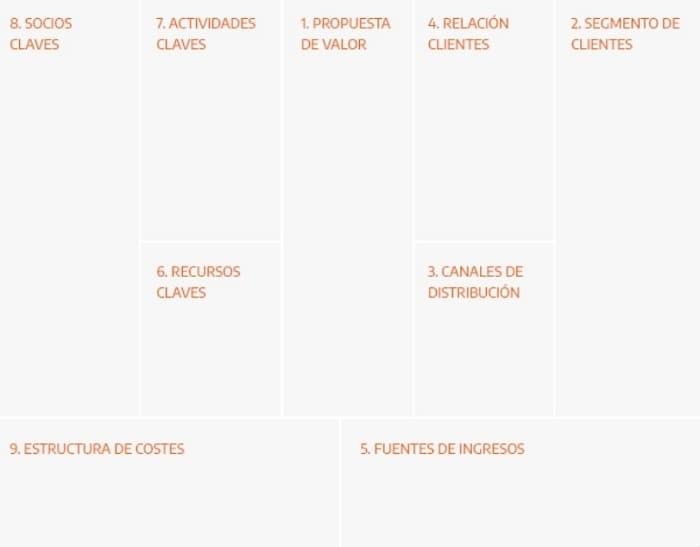 8. SOCIOS
CLAVES
7. ACTIVIDADES
CLAVES
1. PROPUESTA
DE VALOR
4. RELACIÓN
CLIENTES
2. SEGMENTO DE
CLIENTES
6. RECURSOS
CLAVES
3. CANALES DE
DISTRIBUCIÓN
9. ESTRUCTURA DE COSTES
5. FUENTES DE INGRESOS